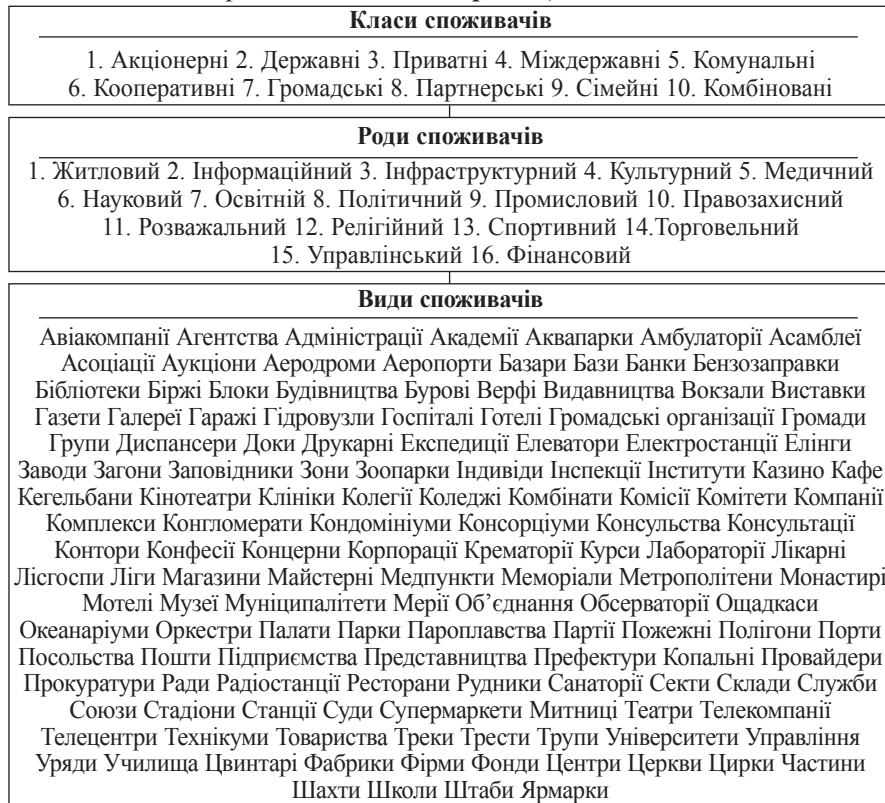 Класи споживачів
1. Акціонерні 2. Державні 3. Приватні 4. Міждержавні 5. Комунальні
6. Кооперативні 7. Громадські 8. Партнерські 9. Сімейні 10. Комбіновані
Роди споживачів
1. Житловий 2. Інформаційний 3. Інфраструктурний 4. Культурний 5. Медичний
6. Науковий 7. Освітній 8. Політичний 9. Промисловий 10. Правозахисний
11. Розважальний 12. Релігійний 13. Спортивний 14.Торговельний
15. Управлінський 16. Фінансовий
Види споживачів
Авіакомпанії Агентства Адміністрації Академії Аквапарки Амбулаторії Асамблеї
Асоціації Аукціони Аеродроми Аеропорти Базари Бази Банки Бензозаправки
Бібліотеки Біржі Блоки Будівництва Бурові Верфі Видавництва Вокзали Виставки
Газети Галереї Гаражі Гідровузли Госпіталі Готелі Громадські організації Громади
Групи Диспансери Доки Друкарні Експедиції Елеватори Електростанції Елінги
Заводи Загони Заповідники Зони Зоопарки Індивіди Інспекції Інститути Казино Кафе
Кегельбани Кінотеатри Клініки Колегії Коледжі Комбінати Комісії Комітети Компанії
Комплекси Конгломерати Кондомініуми Консорціуми Консульства Консультації
Контори Конфесії Концерни Корпорації Крематорії Курси Лабораторії Лікарні
Лісгоспи Ліги Магазини Майстерні Медпункти Меморіали Метрополітени Монастирі
Мотелі Музеї Муніципалітети Мерії Об’єднання Обсерваторії Ощадкаси
Океанаріуми Оркестри Палати Парки Пароплавства Партії Пожежні Полігони Порти
Посольства Пошти Підприємства Представництва Префектури Копальні Провайдери
Прокуратури Ради Радіостанції Ресторани Рудники Санаторії Секти Склади Служби
Союзи Стадіони Станції Суди Супермаркети Митниці Театри Телекомпанії
Телецентри Технікуми Товариства Треки Трести Трупи Університети Управління
Уряди Училища Цвинтарі Фабрики Фірми Фонди Центри Церкви Цирки Частини
Шахти Школи Штаби Ярмарки